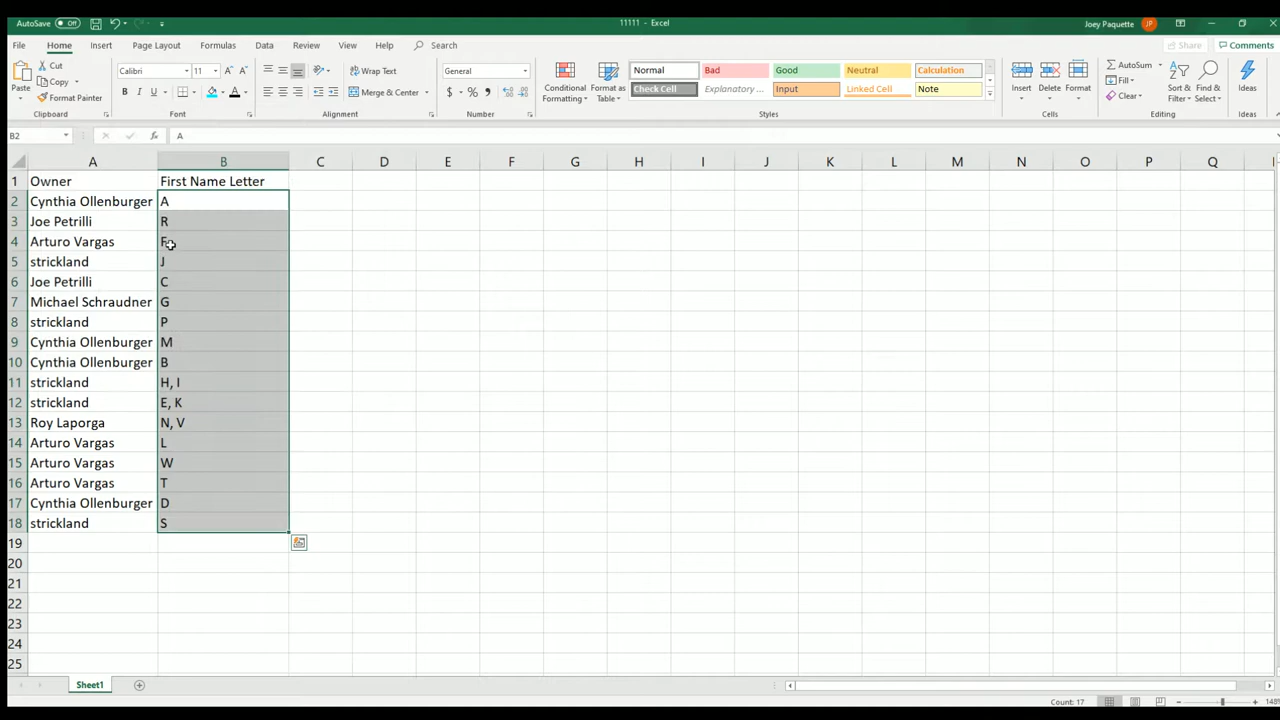 AutoSave Off
11111 - Excel
Joey Paquette JP
File Home Insert Page Layout Formulas Data Review View Help Search Share Comments
Cut
Copy
Format Painter
Paste
Clipboard
Calibri 11
B I U
Font
Wrap Text
Merge & Center
Alignment
General
$ % 9
Number
Conditional Formatting
Format as Table
Normal Bad Good Neutral Calculation
Check Cell Explanatory ... Input Linked Cell Note
Styles
Insert Delete Format
Cells
AutoSum
Fill
Clear
Sort & Filter
Find & Select
Editing
Ideas
Ideas
B2 fx A
A B C D E F G H I J K L M N O P Q
1 Owner First Name Letter
2 Cynthia Ollenburger A
3 Joe Petrilli R
4 Arturo Vargas F
5 strickland J
6 Joe Petrilli C
7 Michael Schraudner G
8 strickland P
9 Cynthia Ollenburger M
10 Cynthia Ollenburger B
11 strickland H, I
12 strickland E, K
13 Roy Laporga N, V
14 Arturo Vargas L
15 Arturo Vargas W
16 Arturo Vargas T
17 Cynthia Ollenburger D
18 strickland S
19
20
21
22
23
24
25
Sheet1
Count: 17